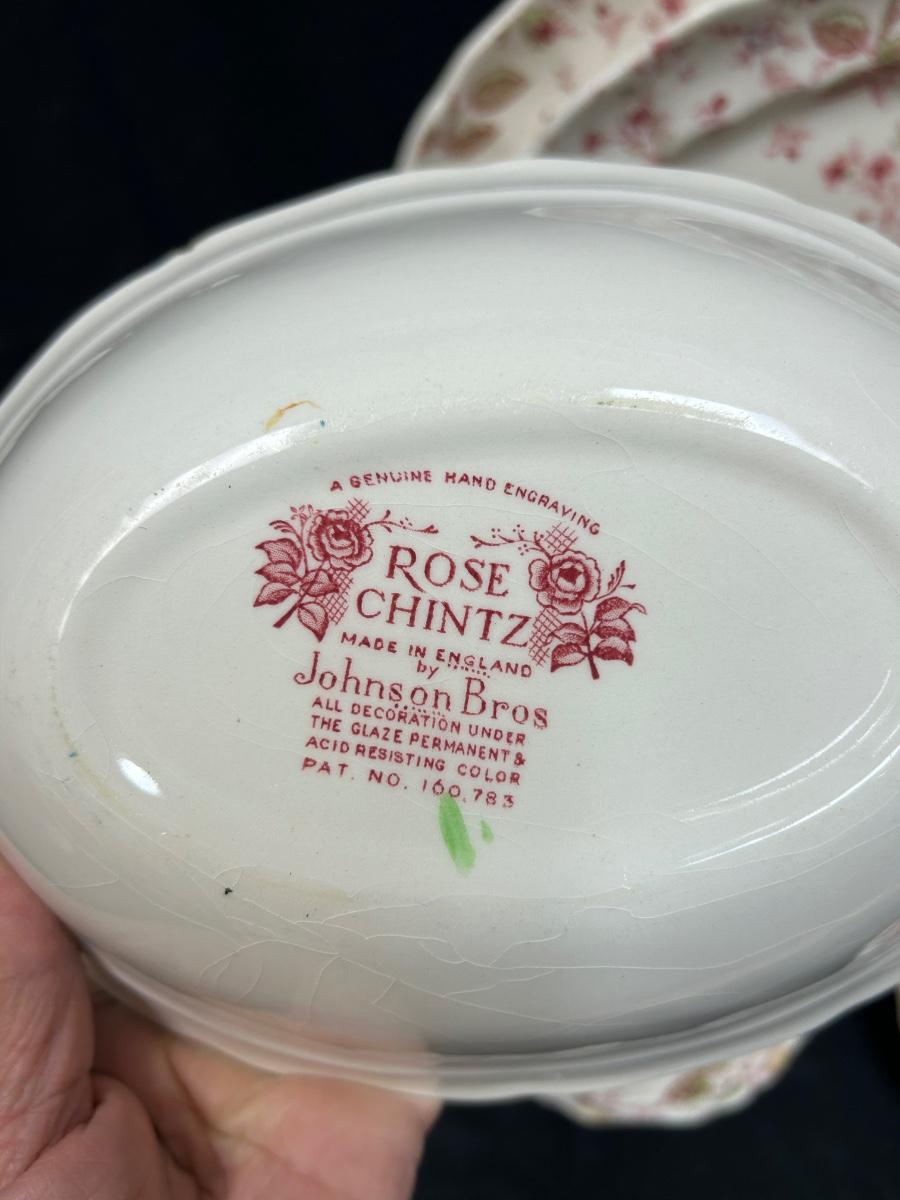 A GENUINE HAND ENGRAVING
ROSE
CHINTZ
MADE IN ENGLAND
by
Johnson Bros
ALL DECORATION UNDER
THE GLAZE PERMANENT &
ACID RESISTING COLOR
PAT. NO. 160.783